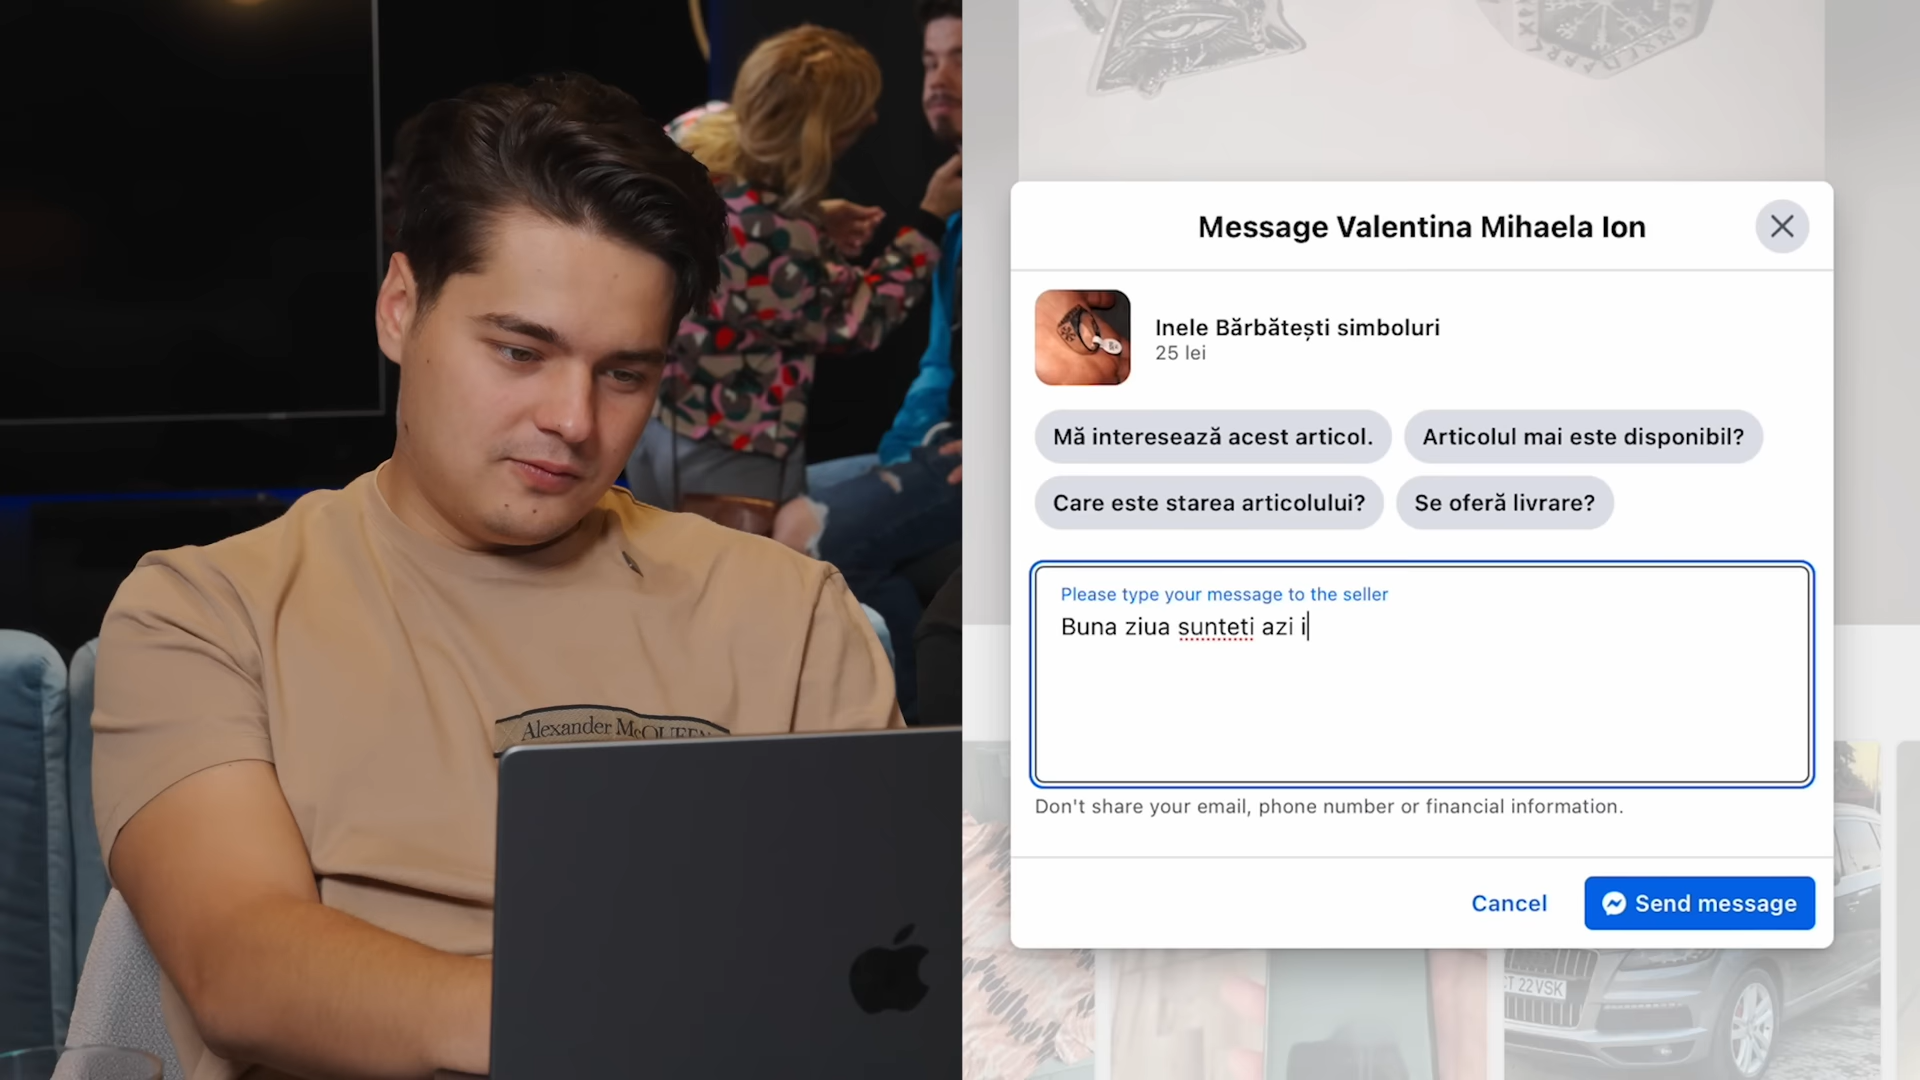 Alexander McQUEEN
Message Valentina Mihaela Ion
Inele Bărbătești simboluri
25 lei
Mă interesează acest articol.
Articolul mai este disponibil?
Care este starea articolului?
Se oferă livrare?
Please type your message to the seller
Buna ziua sunteti azi i
Don't share your email, phone number or financial information.
Cancel
Send message
CT 22VSK